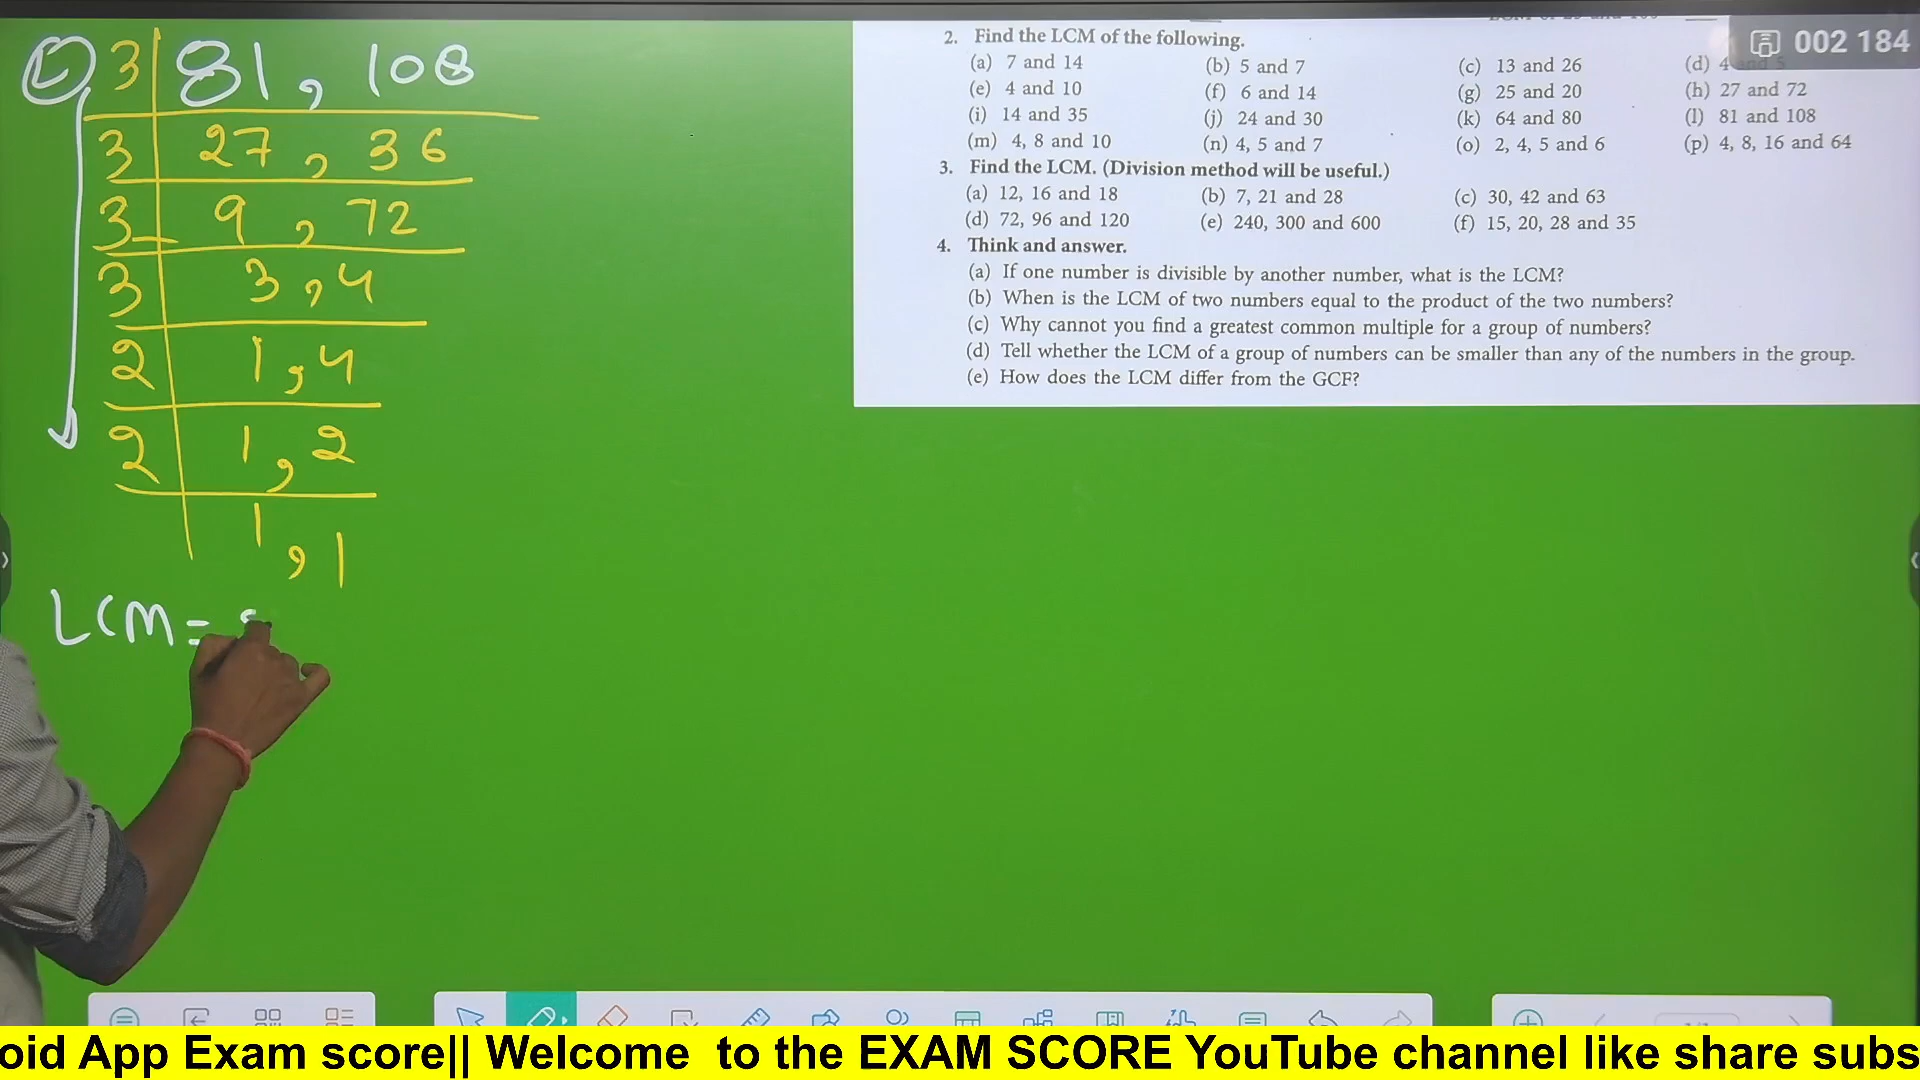 (L) 3 81, 108
3 27, 36
3 9, 72
3 3, 4
2 1, 4
2 1, 2
1, 1
LCM =
002 184
2. Find the LCM of the following.
(a) 7 and 14 (b) 5 and 7 (c) 13 and 26 (d) 4 and 5
(e) 4 and 10 (f) 6 and 14 (g) 25 and 20 (h) 27 and 72
(i) 14 and 35 (j) 24 and 30 (k) 64 and 80 (l) 81 and 108
(m) 4, 8 and 10 (n) 4, 5 and 7 (o) 2, 4, 5 and 6 (p) 4, 8, 16 and 64
3. Find the LCM. (Division method will be useful.)
(a) 12, 16 and 18 (b) 7, 21 and 28 (c) 30, 42 and 63
(d) 72, 96 and 120 (e) 240, 300 and 600 (f) 15, 20, 28 and 35
4. Think and answer.
(a) If one number is divisible by another number, what is the LCM?
(b) When is the LCM of two numbers equal to the product of the two numbers?
(c) Why cannot you find a greatest common multiple for a group of numbers?
(d) Tell whether the LCM of a group of numbers can be smaller than any of the numbers in the group.
(e) How does the LCM differ from the GCF?
oid App Exam score|| Welcome to the EXAM SCORE YouTube channel like share subs